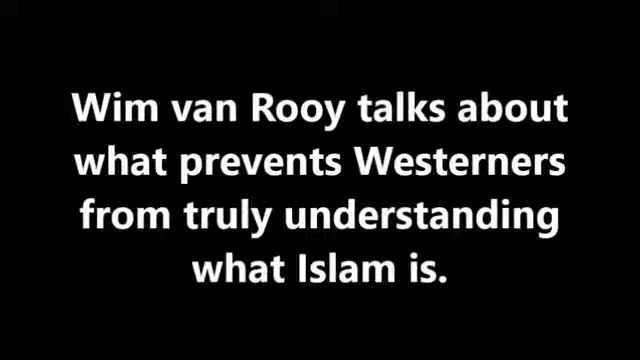 Wim van Rooy talks about
what prevents Westerners
from truly understanding
what Islam is.